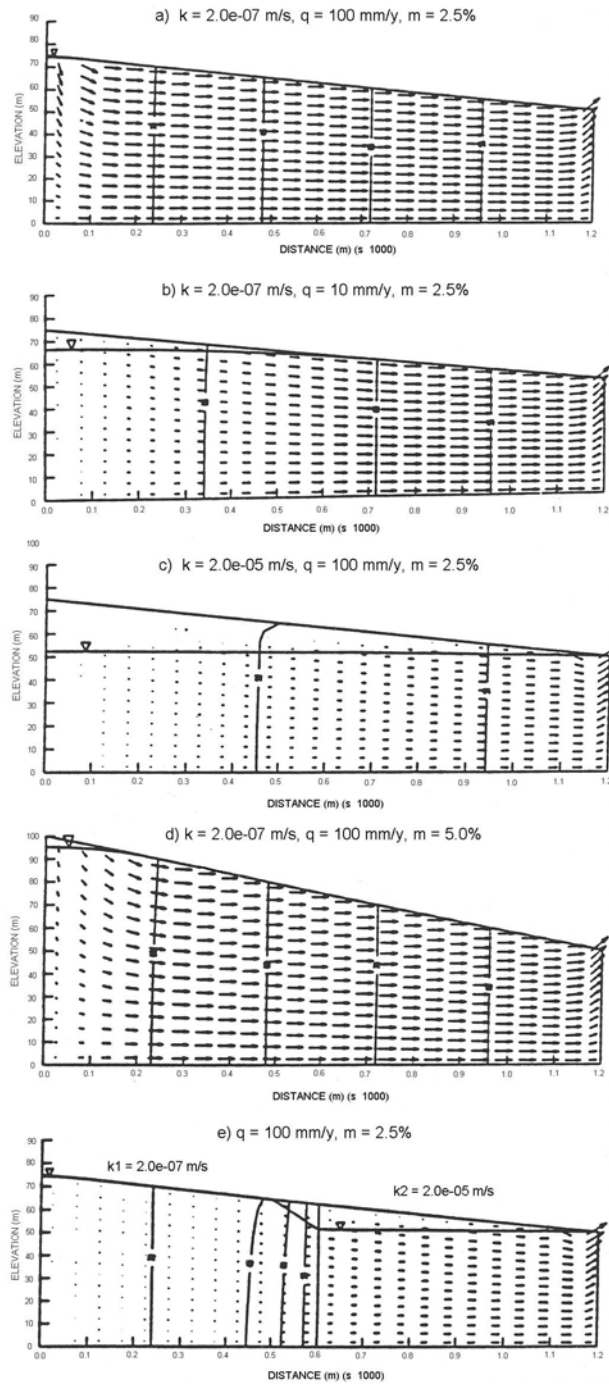 a) k = 2.0e-07 m/s, q = 100 mm/y, m = 2.5%
90
80
70
60
50
40
30
20
10
0
ELEVATION (m)
0.0 0.1 0.2 0.3 0.4 0.5 0.6 0.7 0.8 0.9 1.0 1.1 1.2
DISTANCE (m) (s 1000)
b) k = 2.0e-07 m/s, q = 10 mm/y, m = 2.5%
90
80
70
60
50
40
30
20
10
0
ELEVATION (m)
0.0 0.1 0.2 0.3 0.4 0.5 0.6 0.7 0.8 0.9 1.0 1.1 1.2
DISTANCE (m) (s 1000)
c) k = 2.0e-05 m/s, q = 100 mm/y, m = 2.5%
100
90
80
70
60
50
40
30
20
10
0
ELEVATION (m)
0.0 0.1 0.2 0.3 0.4 0.5 0.6 0.7 0.8 0.9 1.0 1.1 1.2
DISTANCE (m) (s 1000)
d) k = 2.0e-07 m/s, q = 100 mm/y, m = 5.0%
100
90
80
70
60
50
40
30
20
10
0
ELEVATION (m)
0.0 0.1 0.2 0.3 0.4 0.5 0.6 0.7 0.8 0.9 1.0 1.1 1.2
DISTANCE (m) (s 1000)
e) q = 100 mm/y, m = 2.5%
k1 = 2.0e-07 m/s
k2 = 2.0e-05 m/s
90
80
70
60
50
40
30
20
10
0
ELEVATION (m)
0.0 0.1 0.2 0.3 0.4 0.5 0.6 0.7 0.8 0.9 1.0 1.1 1.2
DISTANCE (m) (s 1000)